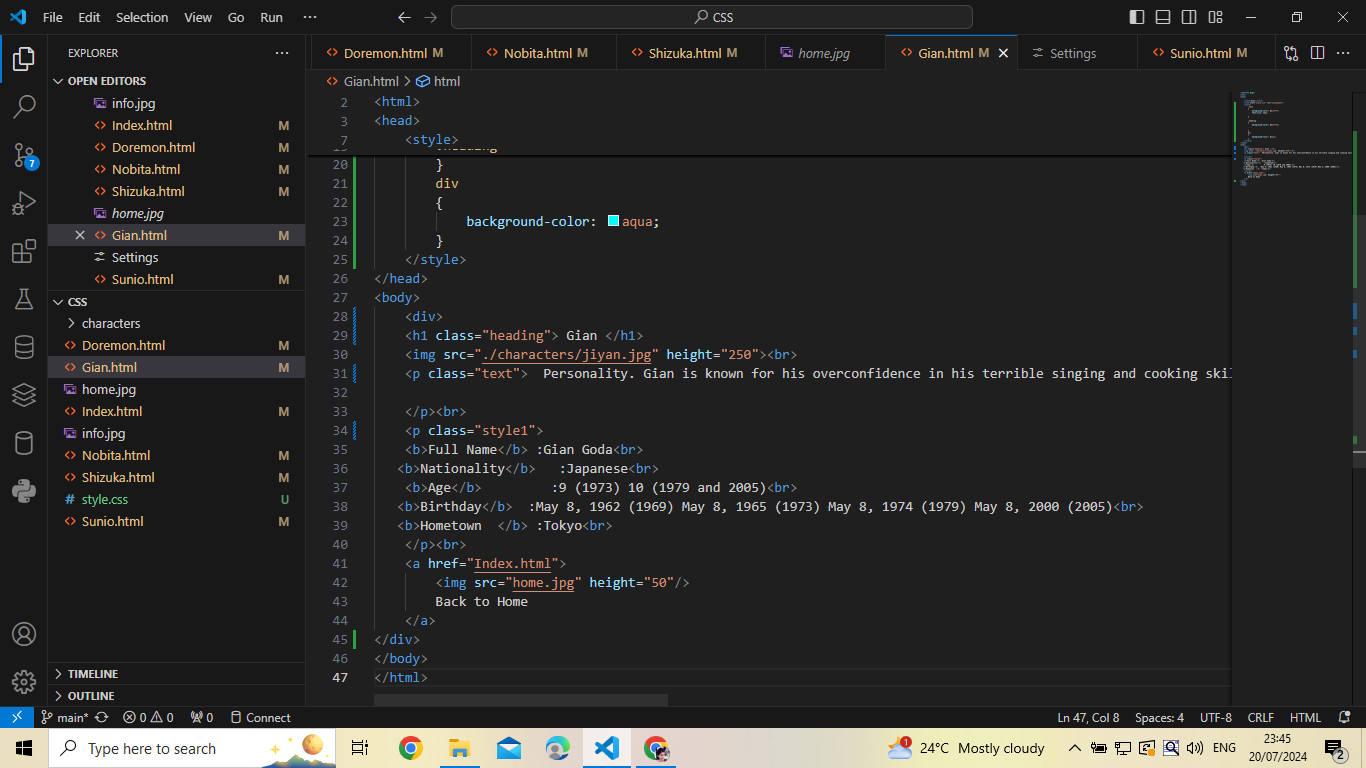 File Edit Selection View Go Run ··· CSS
EXPLORER ···
Doremon.html M Nobita.html M Shizuka.html M home.jpg Gian.html M Settings Sunio.html M ···
OPEN EDITORS
info.jpg
Index.html M
Doremon.html M
Nobita.html M
Shizuka.html M
home.jpg
Gian.html M
Settings
Sunio.html M
CSS
characters
Doremon.html M
Gian.html M
home.jpg
Index.html M
info.jpg
Nobita.html M
Shizuka.html M
style.css U
Sunio.html M
TIMELINE
OUTLINE
7
Gian.html > html
2 <html>
3 <head>
7 <style>
20 }
21 div
22 {
23 background-color: aqua;
24 }
25 </style>
26 </head>
27 <body>
28 <div>
29 <h1 class="heading"> Gian </h1>
30 <img src="./characters/jiyan.jpg" height="250"><br>
31 <p class="text">  Personality. Gian is known for his overconfidence in his terrible singing and cooking skil
32
33 </p><br>
34 <p class="style1">
35 <b>Full Name</b> :Gian Goda<br>
36 <b>Nationality</b>   :Japanese<br>
37 <b>Age</b>         :9 (1973) 10 (1979 and 2005)<br>
38 <b>Birthday</b>  :May 8, 1962 (1969) May 8, 1965 (1973) May 8, 1974 (1979) May 8, 2000 (2005)<br>
39 <b>Hometown  </b> :Tokyo<br>
40 </p><br>
41 <a href="Index.html">
42 <img src="home.jpg" height="50"/>
43 Back to Home
44 </a>
45 </div>
46 </body>
47 </html>
main* 0 0 0 Connect Ln 47, Col 8 Spaces: 4 UTF-8 CRLF HTML
Type here to search 1 24°C Mostly cloudy ENG 23:45
20/07/2024 2